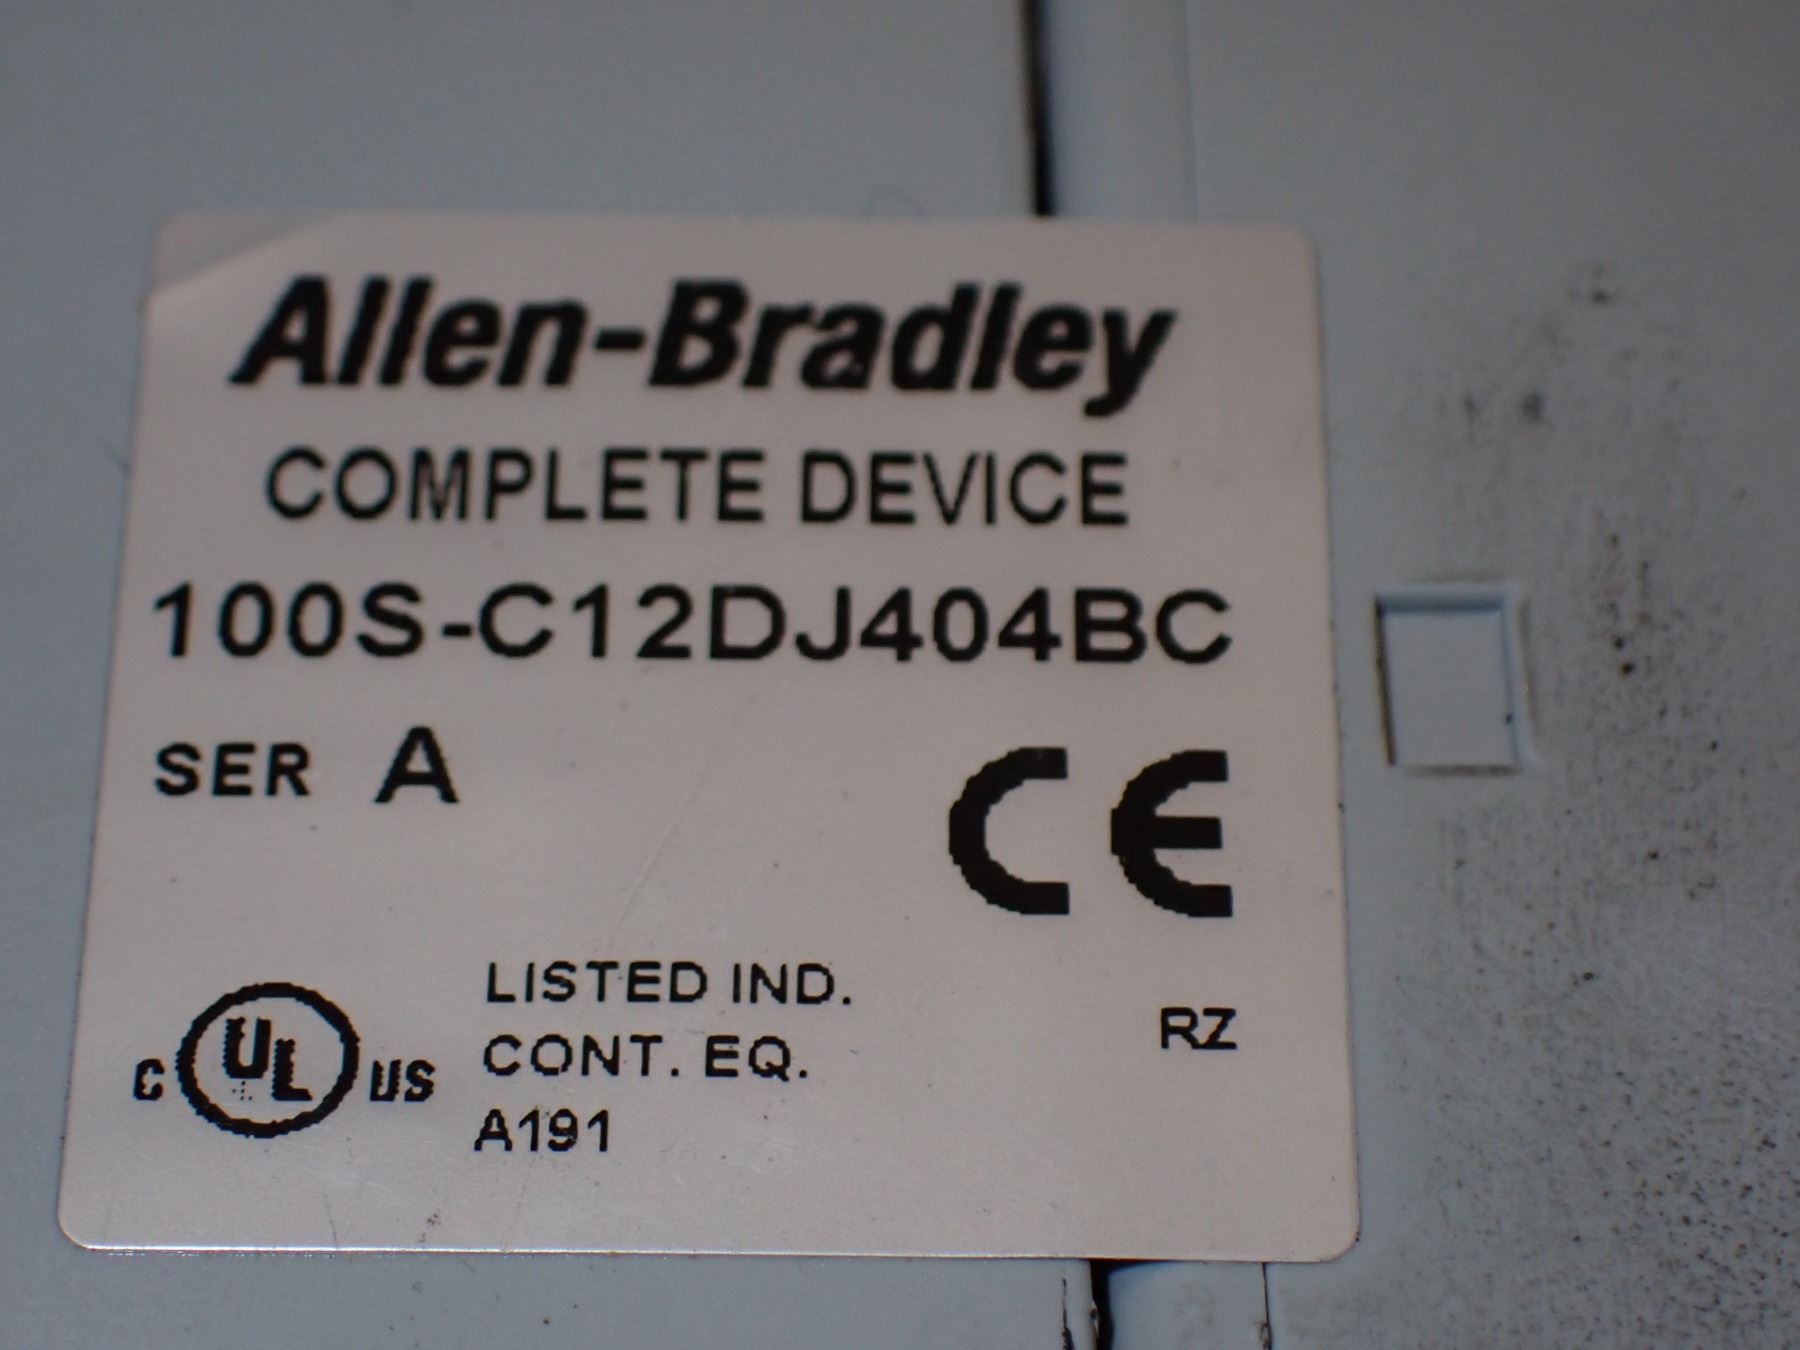 Allen-Bradley
COMPLETE DEVICE
100S-C12DJ404BC
SER A
CE
C UL US
LISTED IND.
CONT. EQ.
A191
RZ